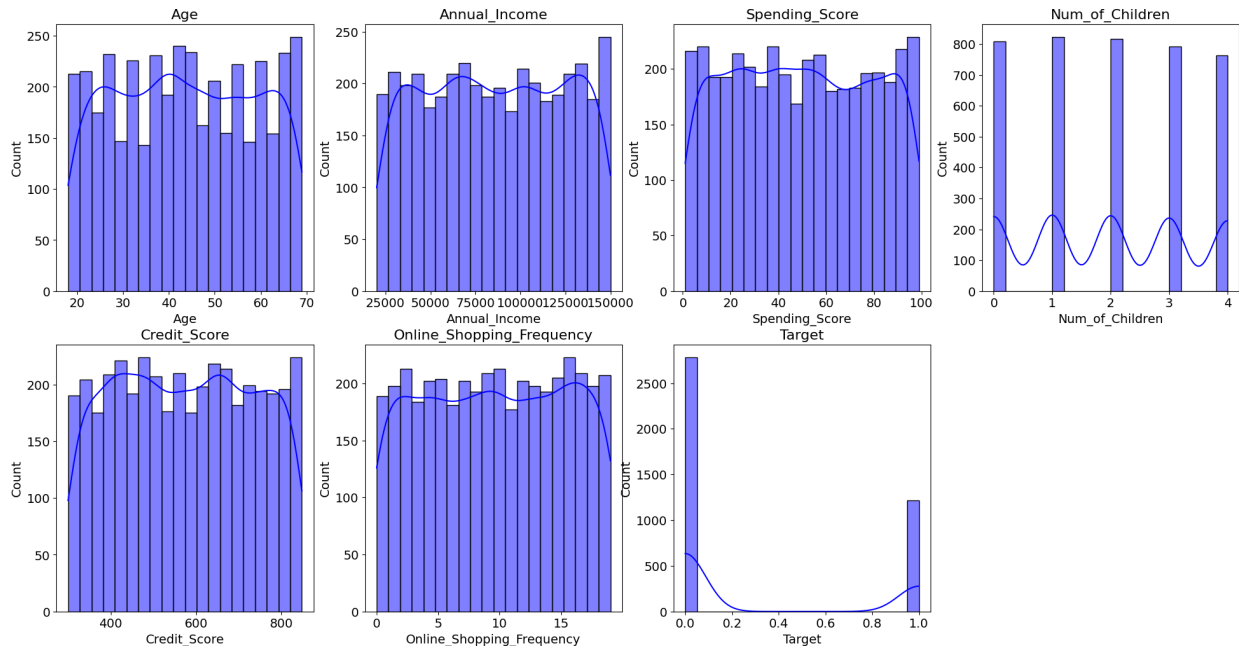 Age
Count
250
200
150
100
50
0
20 30 40 50 60 70
Age
Annual_Income
Count
250
200
150
100
50
0
25000 50000 75000 100000 125000 150000
Annual_Income
Spending_Score
Count
200
150
100
50
0
0 20 40 60 80 100
Spending_Score
Num_of_Children
Count
800
700
600
500
400
300
200
100
0
0 1 2 3 4
Num_of_Children
Credit_Score
Count
200
150
100
50
0
400 600 800
Credit_Score
Online_Shopping_Frequency
Count
200
150
100
50
0
0 5 10 15
Online_Shopping_Frequency
Target
Count
2500
2000
1500
1000
500
0
0.0 0.2 0.4 0.6 0.8 1.0
Target